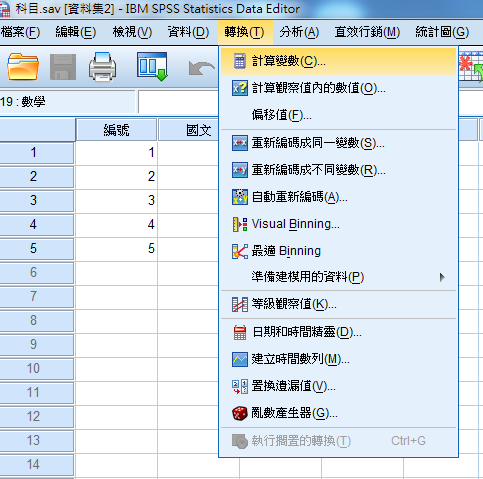 科目.sav [資料集2] - IBM SPSS Statistics Data Editor
檔案(F) 編輯(E) 檢視(V) 資料(D) 轉換(T) 分析(A) 直效行銷(M) 統計圖(G)
計算變數(C)...
19 : 數學
計算觀察值內的數值(O)...
偏移值(F)...
編號 國文
重新編碼成同一變數(S)...
1 1
重新編碼成不同變數(R)...
2 2
自動重新編碼(A)...
3 3
Visual Binning...
4 4
最適 Binning
5 5
準備建模用的資料(P)
6
7
等級觀察值(K)...
8
日期和時間精靈(D)...
9
建立時間數列(M)...
10
置換遺漏值(V)...
11
亂數產生器(G)...
12
執行擱置的轉換(T) Ctrl+G
13
14